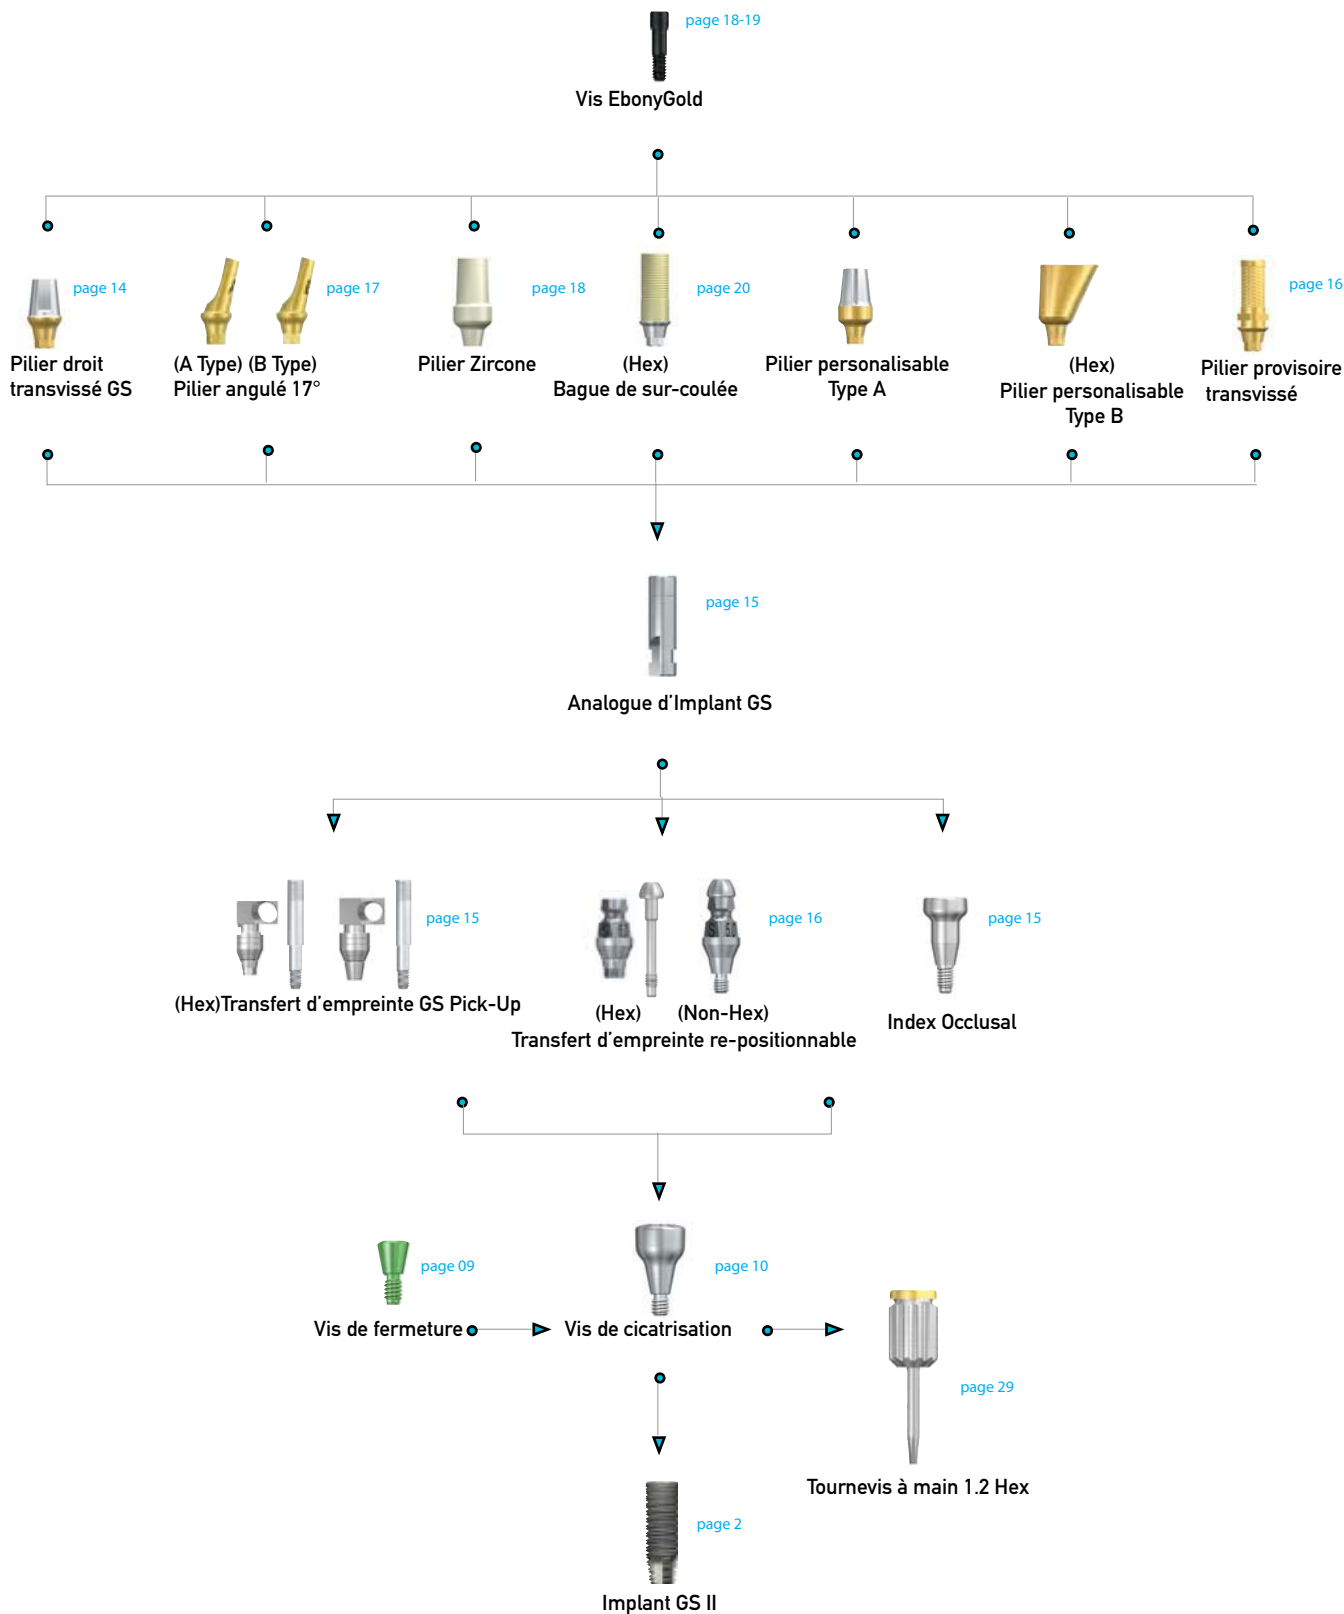 page 18-19
Vis EbonyGold
page 14
page 17
page 18
page 20
page 16
Pilier droit
transvissé GS
(A Type) (B Type)
Pilier angulé 17°
Pilier Zircone
(Hex)
Bague de sur-coulée
Pilier personalisable
Type A
(Hex)
Pilier personalisable
Type B
Pilier provisoire
transvissé
page 15
Analogue d'Implant GS
page 15
page 16
page 15
5.0
(Hex)Transfert d'empreinte GS Pick-Up
(Hex) (Non-Hex)
Transfert d'empreinte re-positionnable
Index Occlusal
page 09
page 10
Vis de fermeture
Vis de cicatrisation
page 29
Tournevis à main 1.2 Hex
page 2
Implant GS II